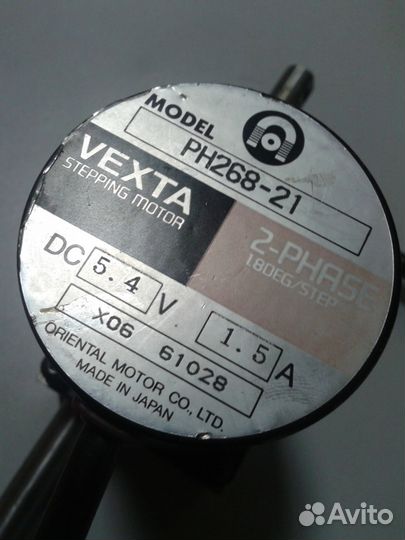 MODEL
PH268-21
VEXTA
STEPPING MOTOR
2-PHASE
1.8DEG/STEP
DC 5.4 V 1.5 A
X06 61028
ORIENTAL MOTOR CO., LTD.
MADE IN JAPAN
Avito